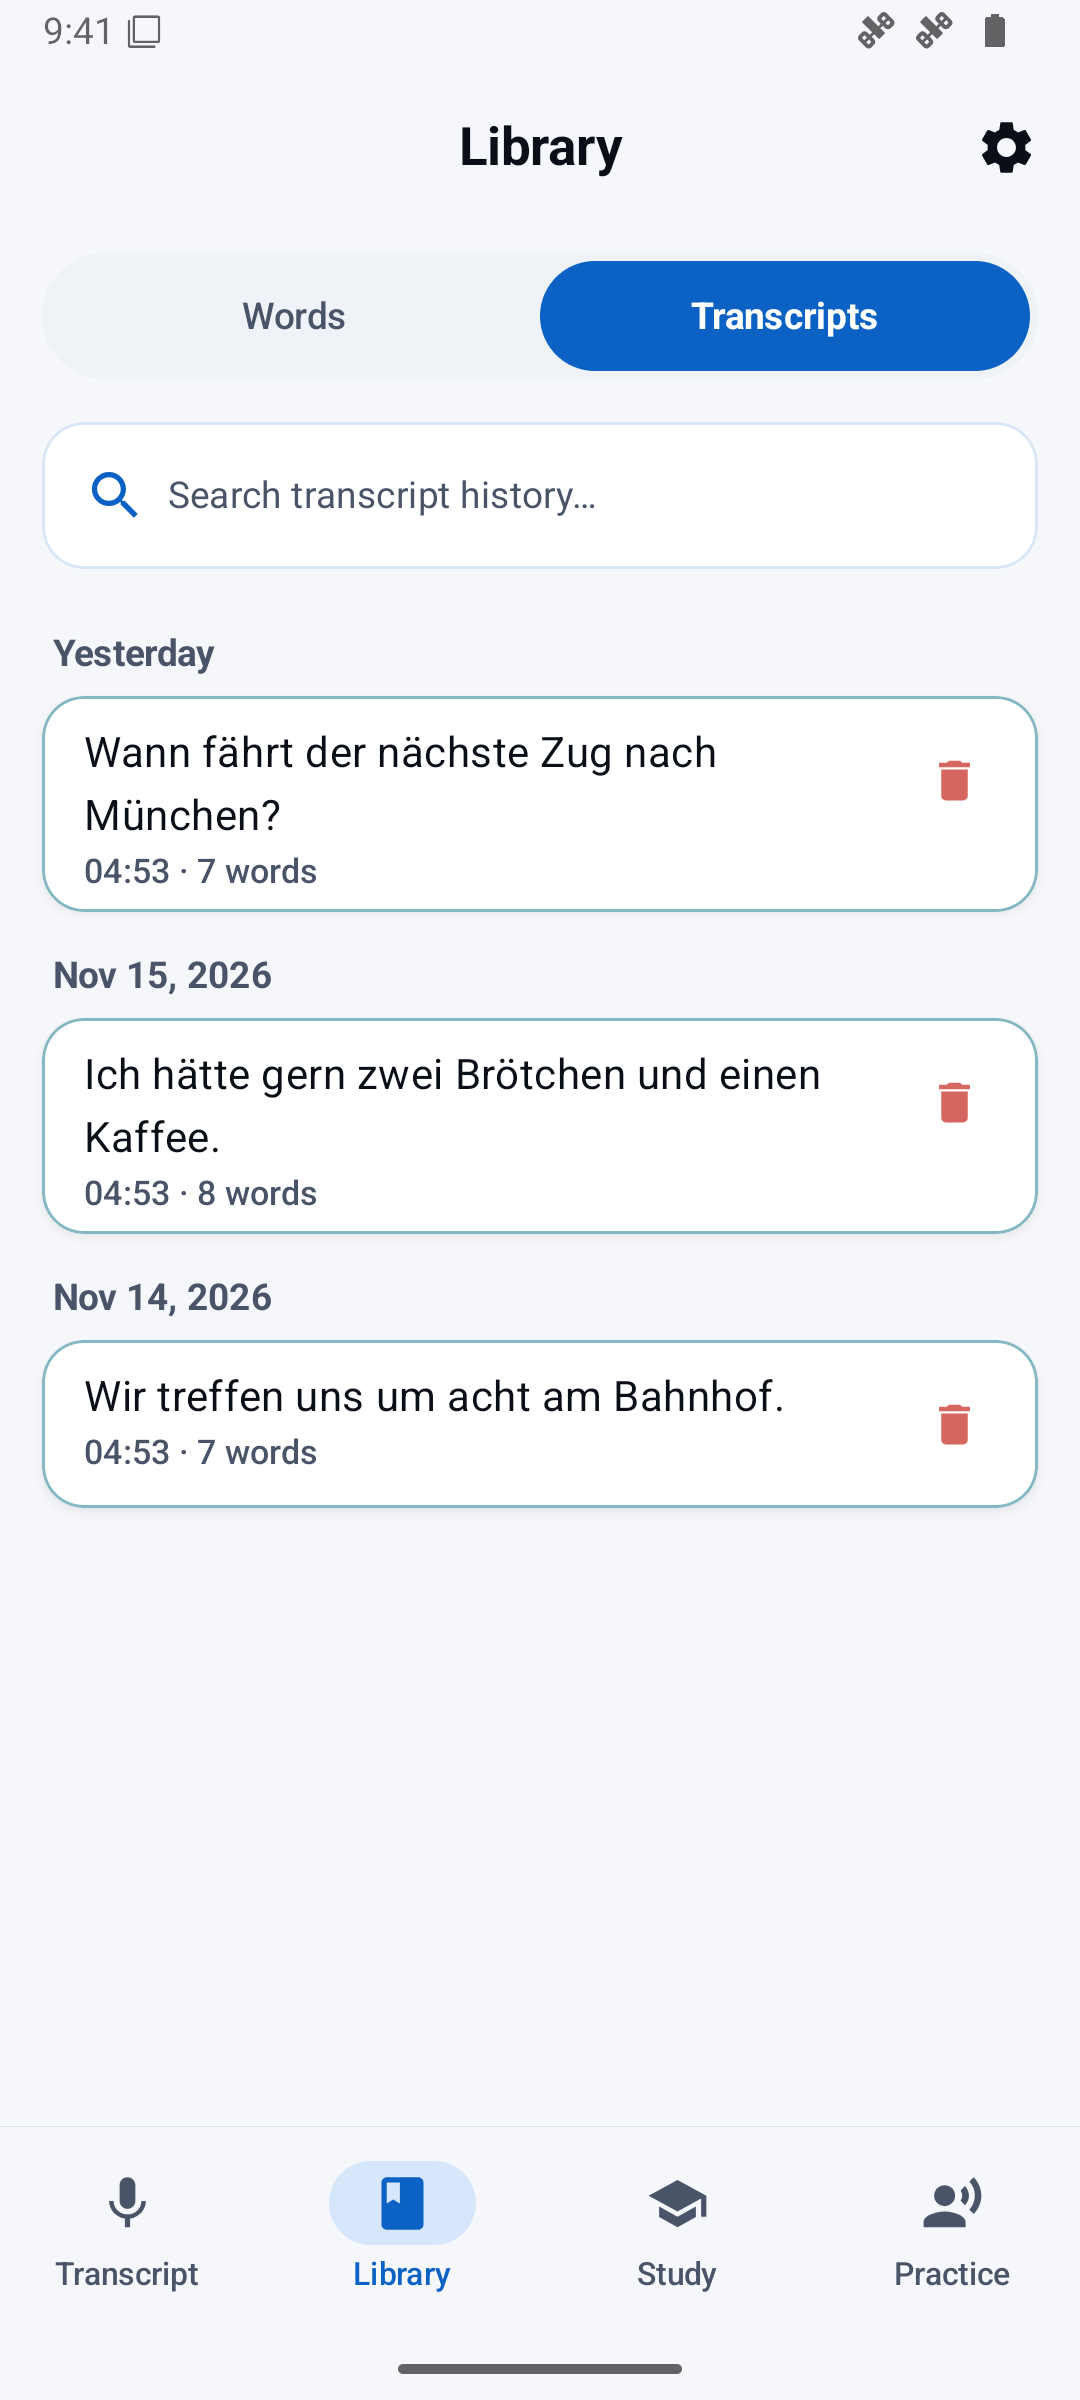 9:41
Library
Words
Transcripts
Search transcript history…
Yesterday
Wann fährt der nächste Zug nach
München?
04:53 · 7 words
Nov 15, 2026
Ich hätte gern zwei Brötchen und einen
Kaffee.
04:53 · 8 words
Nov 14, 2026
Wir treffen uns um acht am Bahnhof.
04:53 · 7 words
Transcript
Library
Study
Practice